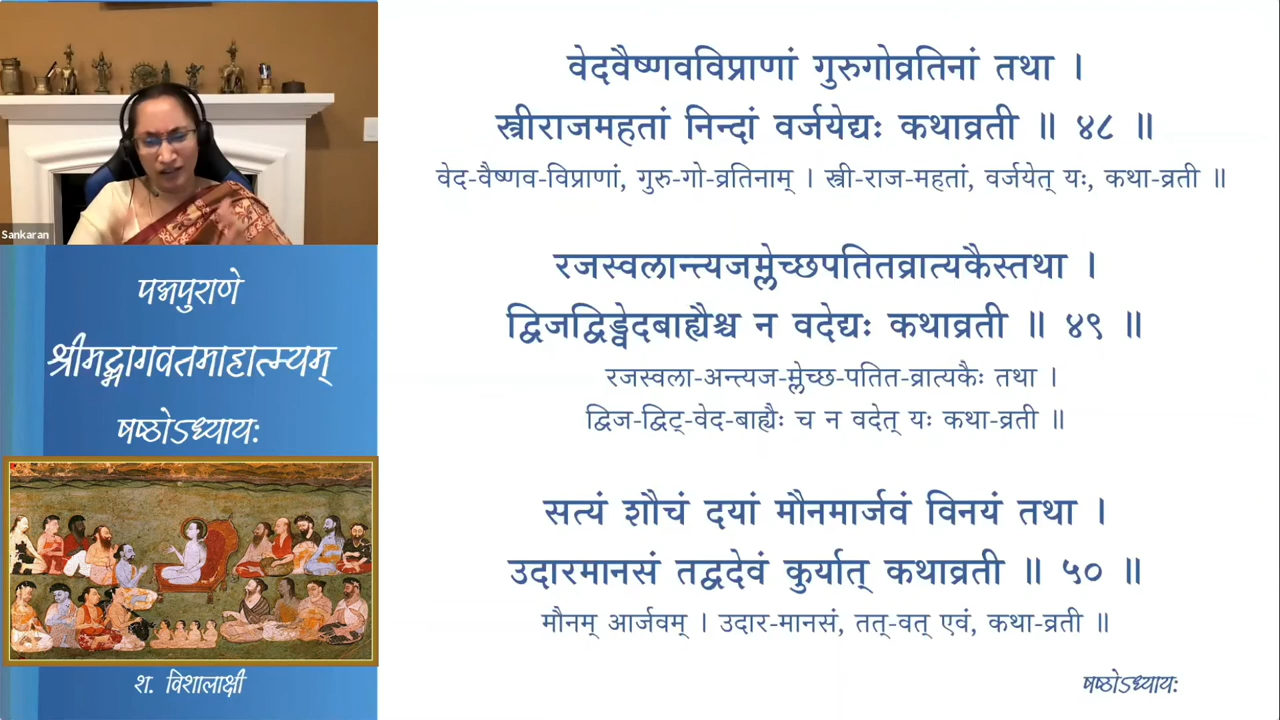 Sankaran
पद्मपुराणे
श्रीमद्भागवतमाहात्म्यम्
षष्ठोऽध्यायः
श. विशालाक्षी
वेदवैष्णवविप्राणां गुरुगोव्रतिनां तथा ।
स्त्रीराजमहतां निन्दां वर्जयेद्यः कथाव्रती ॥ ४८ ॥
वेद-वैष्णव-विप्राणां, गुरु-गो-व्रतिनाम् । स्त्री-राज-महतां, वर्जयेत् यः, कथा-व्रती ॥
रजस्वलान्त्यजम्लेच्छपतितव्रात्यकैस्तथा ।
द्विजद्विड्वेदबाह्यैश्च न वदेद्यः कथाव्रती ॥ ४९ ॥
रजस्वला-अन्त्यज-म्लेच्छ-पतित-व्रात्यकैः तथा ।
द्विज-द्विट्-वेद-बाह्यैः च न वदेत् यः कथा-व्रती ॥
सत्यं शौचं दयां मौनमार्जवं विनयं तथा ।
उदारमानसं तद्वदेवं कुर्यात् कथाव्रती ॥ ५० ॥
मौनम् आर्जवम् । उदार-मानसं, तत्-वत् एवं, कथा-व्रती ॥
षष्ठोऽध्यायः